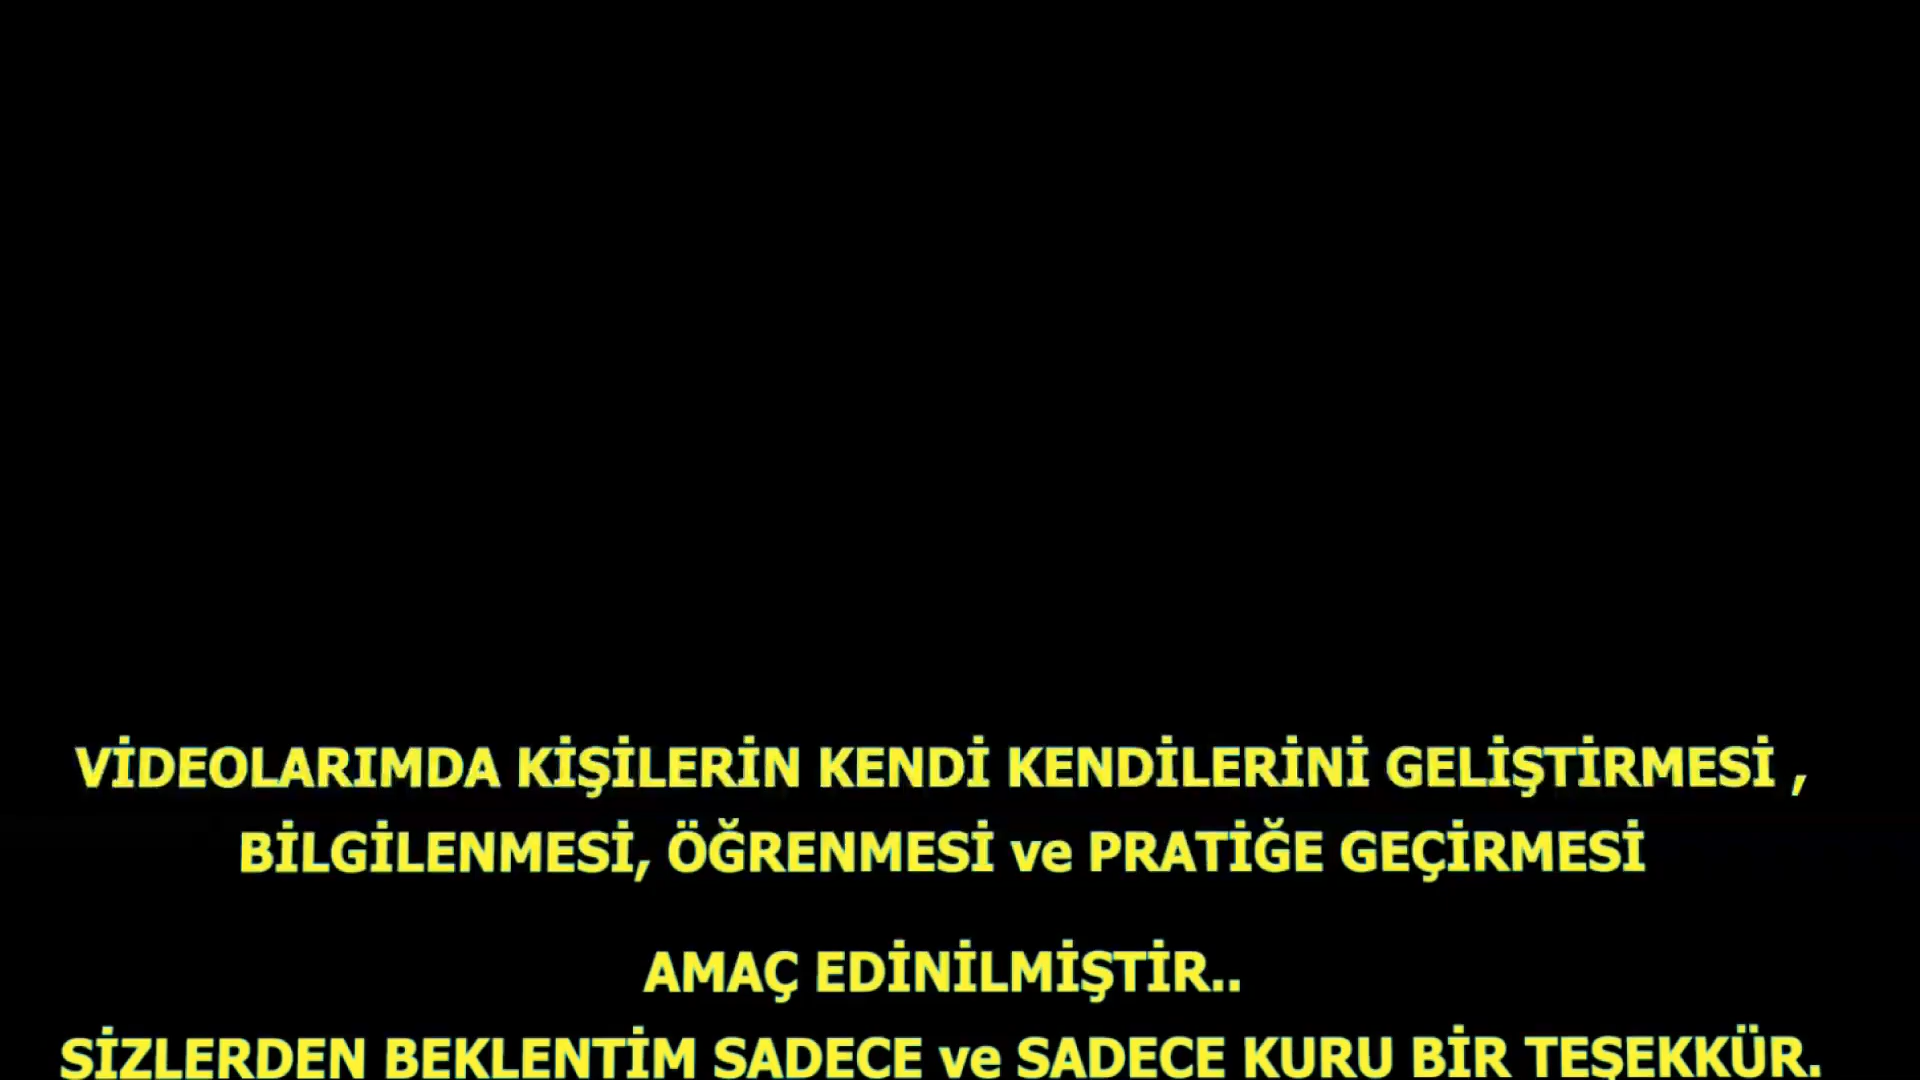 VİDEOLARIMDA KİŞİLERİN KENDİ KENDİLERİNİ GELİŞTİRMESİ ,
BİLGİLENMESİ, ÖĞRENMESİ ve PRATİĞE GEÇİRMESİ
AMAÇ EDİNİLMİŞTİR..
SİZLERDEN BEKLENTİM SADECE ve SADECE KURU BİR TEŞEKKÜR.